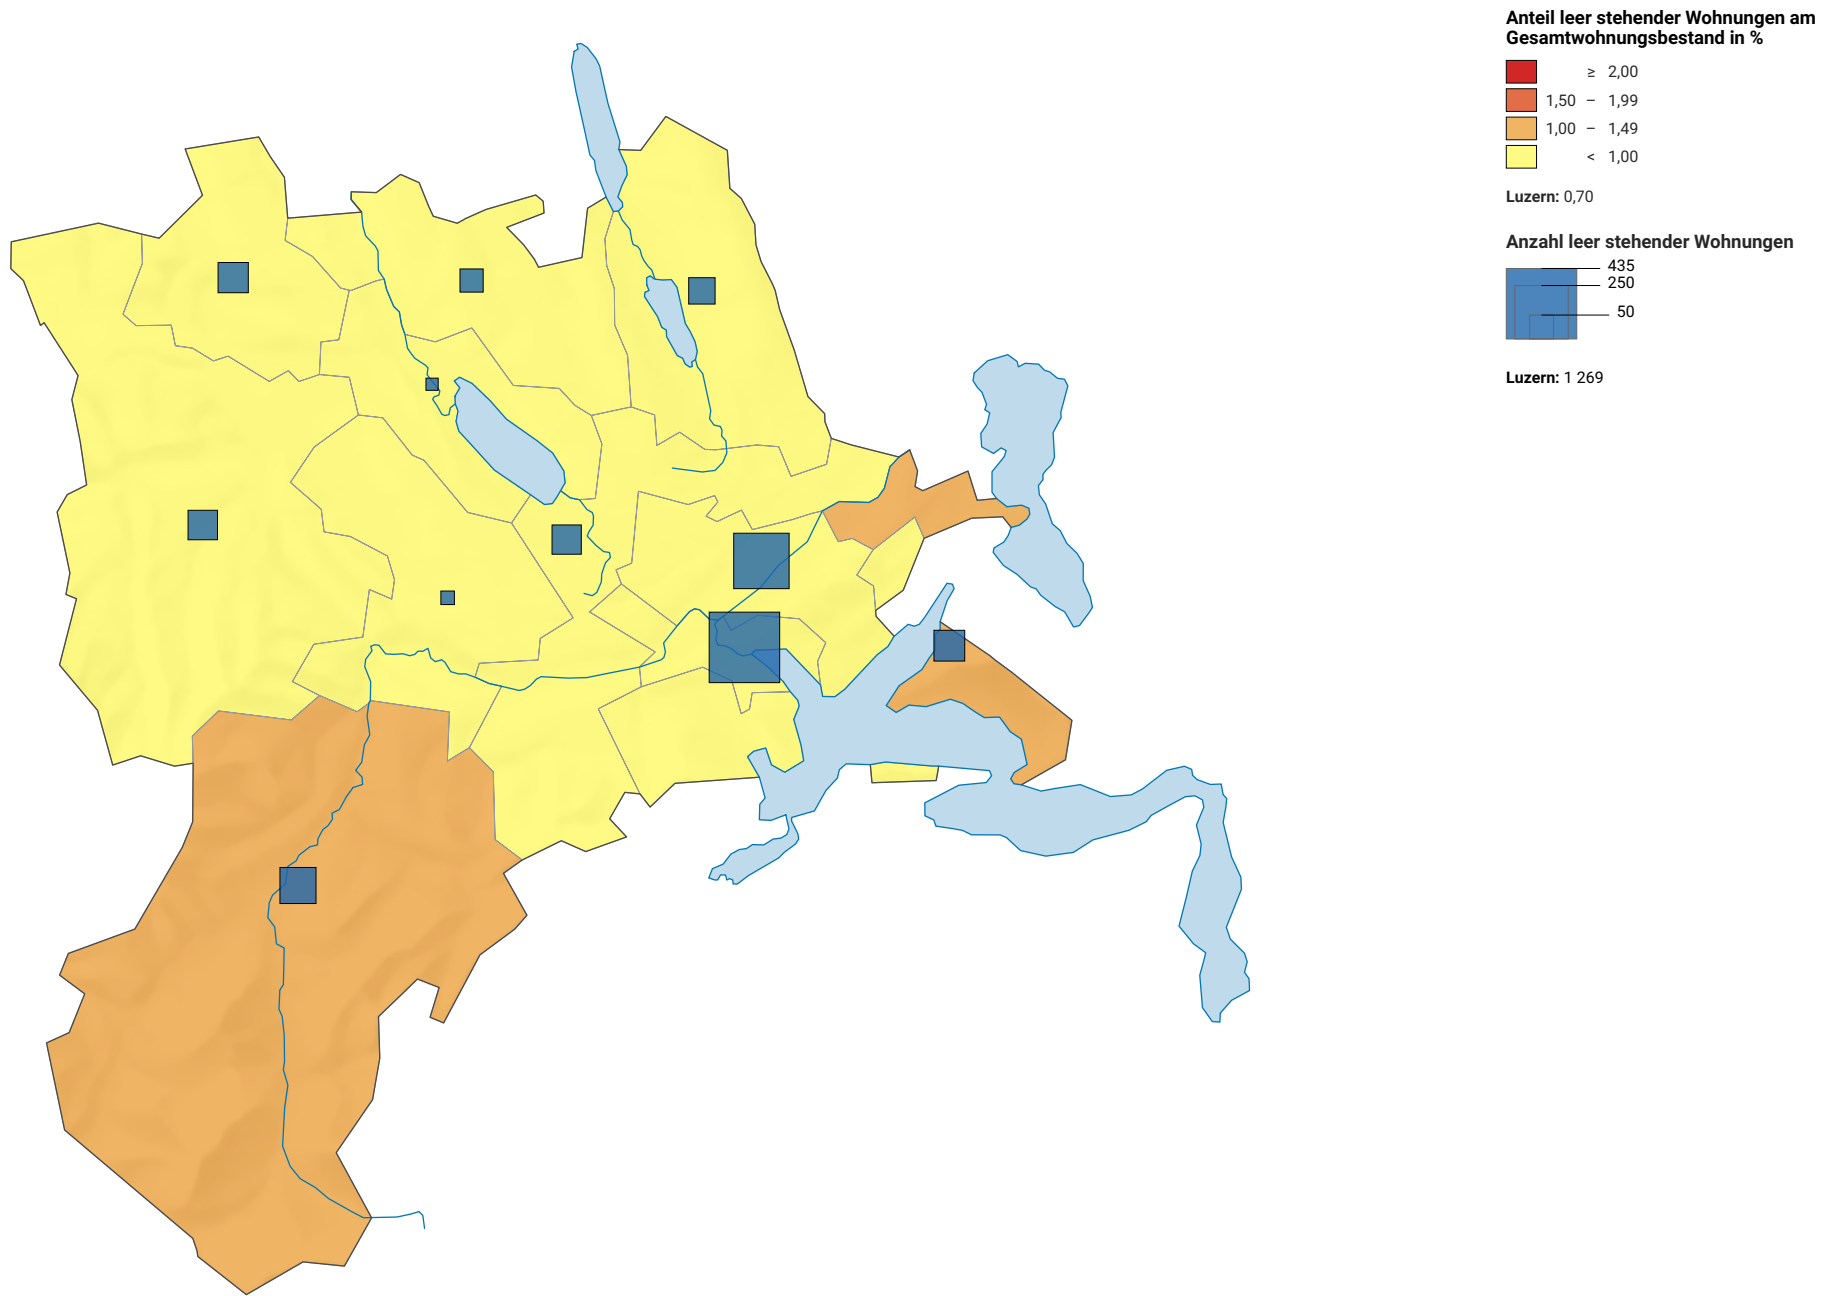 Anteil leer stehender Wohnungen am
Gesamtwohnungsbestand in %
≥ 2,00
1,50 – 1,99
1,00 – 1,49
< 1,00
Luzern: 0,70
Anzahl leer stehender Wohnungen
435
250
50
Luzern: 1 269